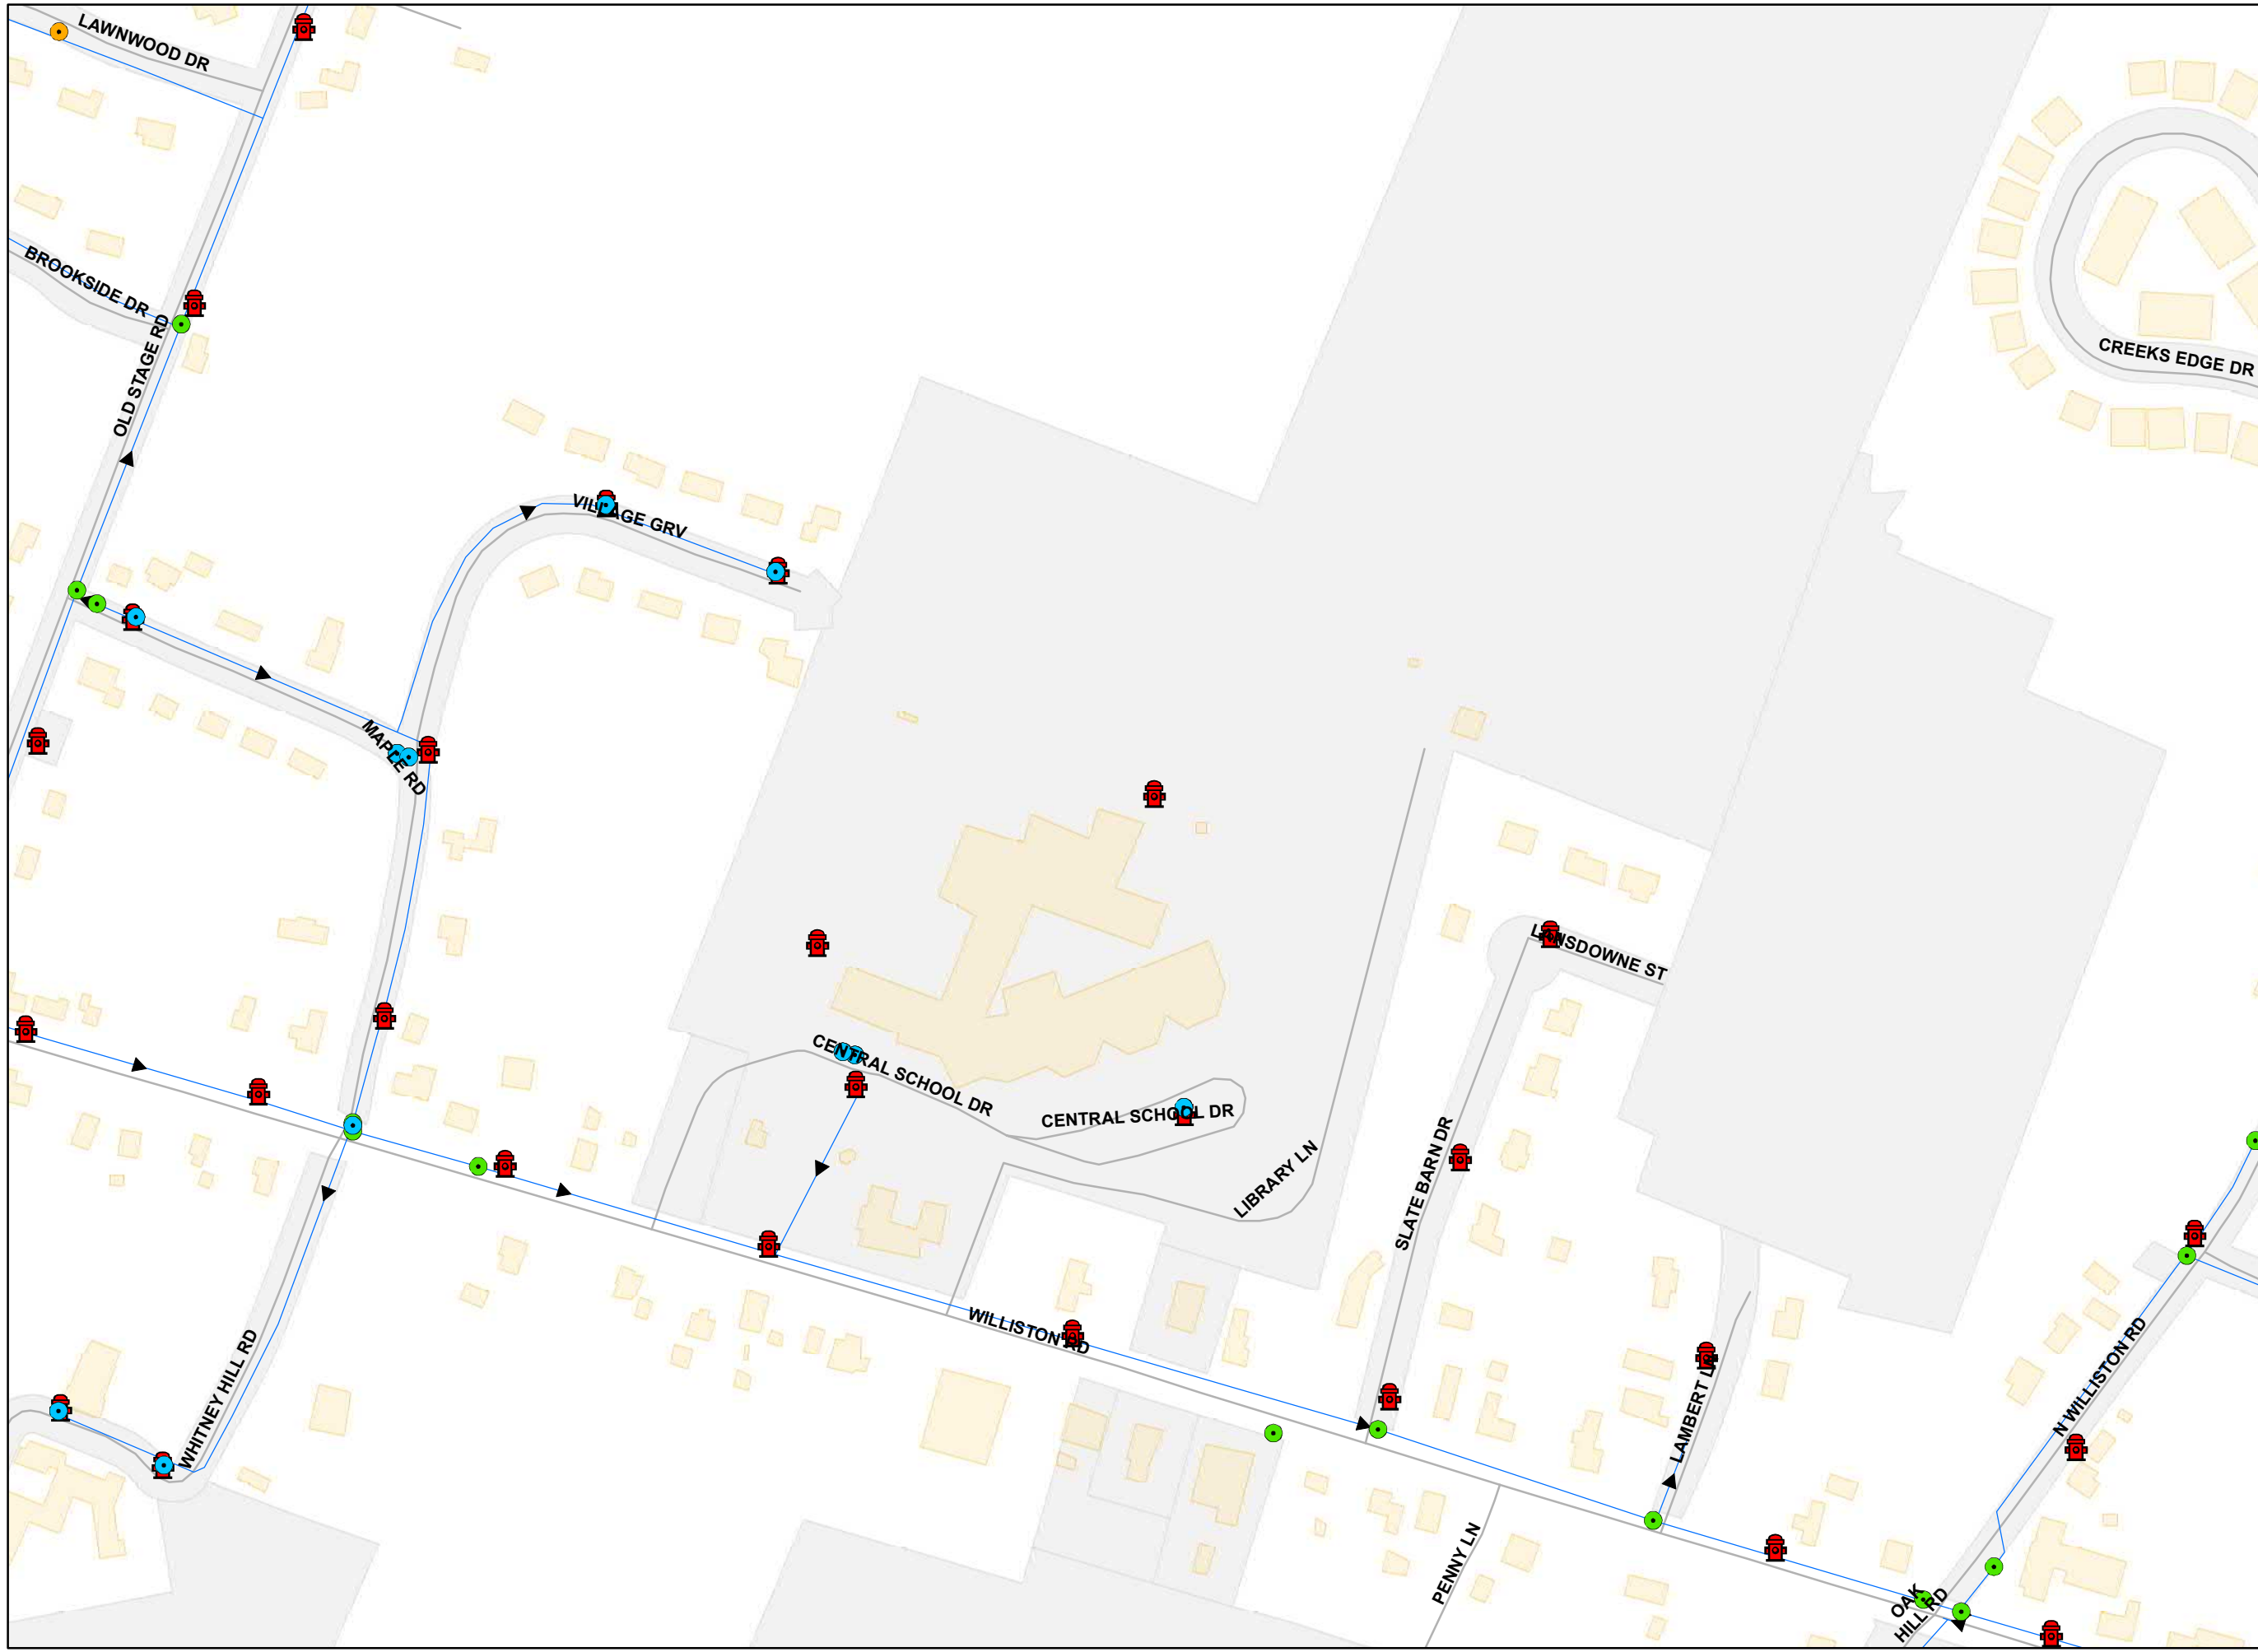 LAWNWOOD DR
BROOKSIDE DR
OLD STAGE RD
CREEKS EDGE DR
VILLAGE GRV
MAPLE RD
LANSDOWNE ST
CENTRAL SCHOOL DR
CENTRAL SCHOOL DR
LIBRARY LN
SLATE BARN DR
WILLISTON RD
WHITNEY HILL RD
LAMBERT LN
N WILLISTON RD
PENNY LN
OAK
HILL RD